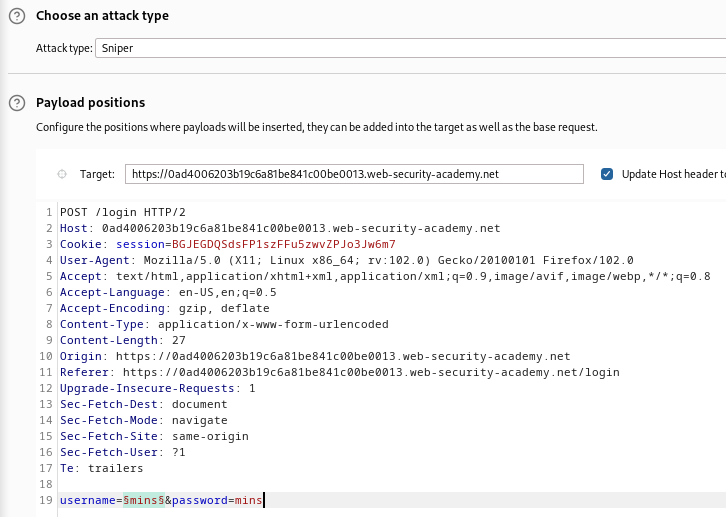 ? Choose an attack type
Attack type: Sniper
? Payload positions
Configure the positions where payloads will be inserted, they can be added into the target as well as the base request.
Target: https://0ad4006203b19c6a81be841c00be0013.web-security-academy.net Update Host header to
1 POST /login HTTP/2
2 Host: 0ad4006203b19c6a81be841c00be0013.web-security-academy.net
3 Cookie: session=BGJEGDQSdsFP1szFFu5zwvZPJo3Jw6m7
4 User-Agent: Mozilla/5.0 (X11; Linux x86_64; rv:102.0) Gecko/20100101 Firefox/102.0
5 Accept: text/html,application/xhtml+xml,application/xml;q=0.9,image/avif,image/webp,*/*;q=0.8
6 Accept-Language: en-US,en;q=0.5
7 Accept-Encoding: gzip, deflate
8 Content-Type: application/x-www-form-urlencoded
9 Content-Length: 27
10 Origin: https://0ad4006203b19c6a81be841c00be0013.web-security-academy.net
11 Referer: https://0ad4006203b19c6a81be841c00be0013.web-security-academy.net/login
12 Upgrade-Insecure-Requests: 1
13 Sec-Fetch-Dest: document
14 Sec-Fetch-Mode: navigate
15 Sec-Fetch-Site: same-origin
16 Sec-Fetch-User: ?1
17 Te: trailers
18
19 username=§mins§&password=mins